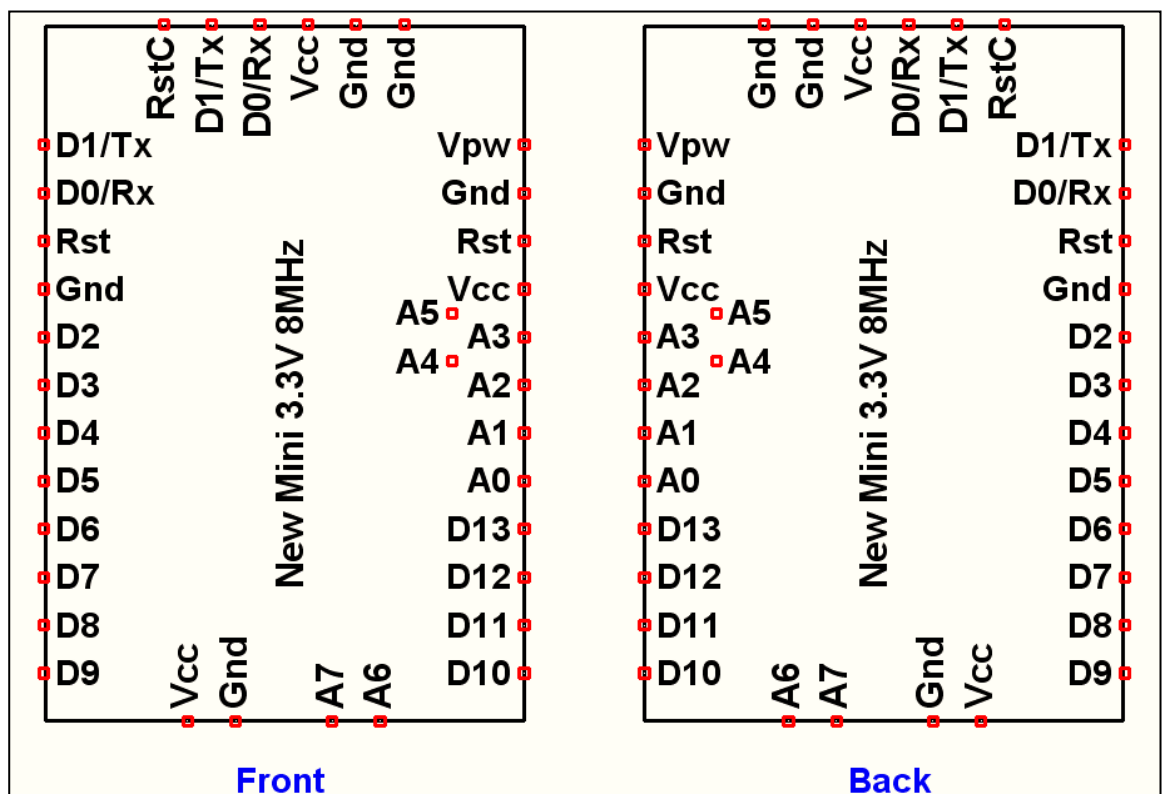 RstC D1/Tx D0/Rx Vcc Gnd Gnd
D1/Tx Vpw
D0/Rx Gnd
Rst Rst
Gnd Vcc
A5
D2 A3
A4
D3 A2
D4 A1
D5 A0
D6 D13
D7 D12
D8 D11
D9 D10
New Mini 3.3V 8MHz
Vcc Gnd A7 A6
Front
Gnd Gnd Vcc D0/Rx D1/Tx RstC
Vpw D1/Tx
Gnd D0/Rx
Rst Rst
Vcc Gnd
A5
A3 D2
A4
A2 D3
A1 D4
A0 D5
D13 D6
D12 D7
D11 D8
D10 D9
New Mini 3.3V 8MHz
A6 A7 Gnd Vcc
Back